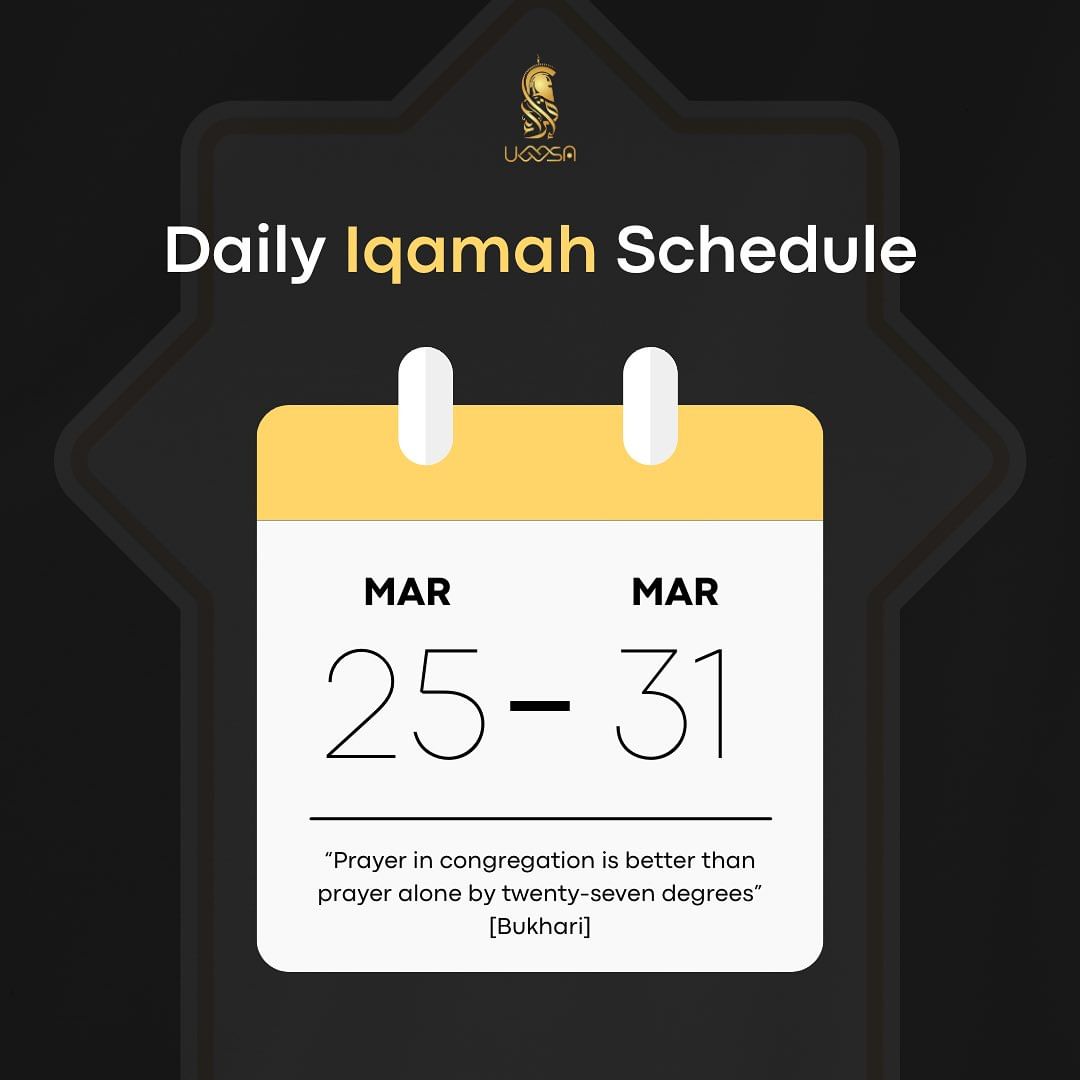 Daily Iqamah Schedule
MAR MAR
25 – 31
“Prayer in congregation is better than
prayer alone by twenty-seven degrees”
[Bukhari]